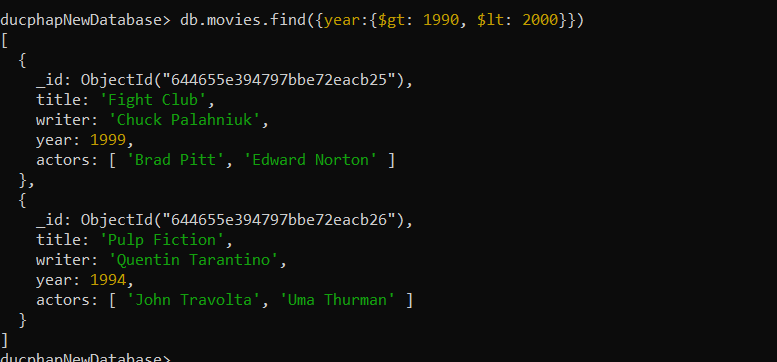 ducphapNewDatabase> db.movies.find({year:{$gt: 1990, $lt: 2000}})
[
  {
    _id: ObjectId("644655e394797bbe72eacb25"),
    title: 'Fight Club',
    writer: 'Chuck Palahniuk',
    year: 1999,
    actors: [ 'Brad Pitt', 'Edward Norton' ]
  },
  {
    _id: ObjectId("644655e394797bbe72eacb26"),
    title: 'Pulp Fiction',
    writer: 'Quentin Tarantino',
    year: 1994,
    actors: [ 'John Travolta', 'Uma Thurman' ]
  }
]
ducphapNewDatabase>